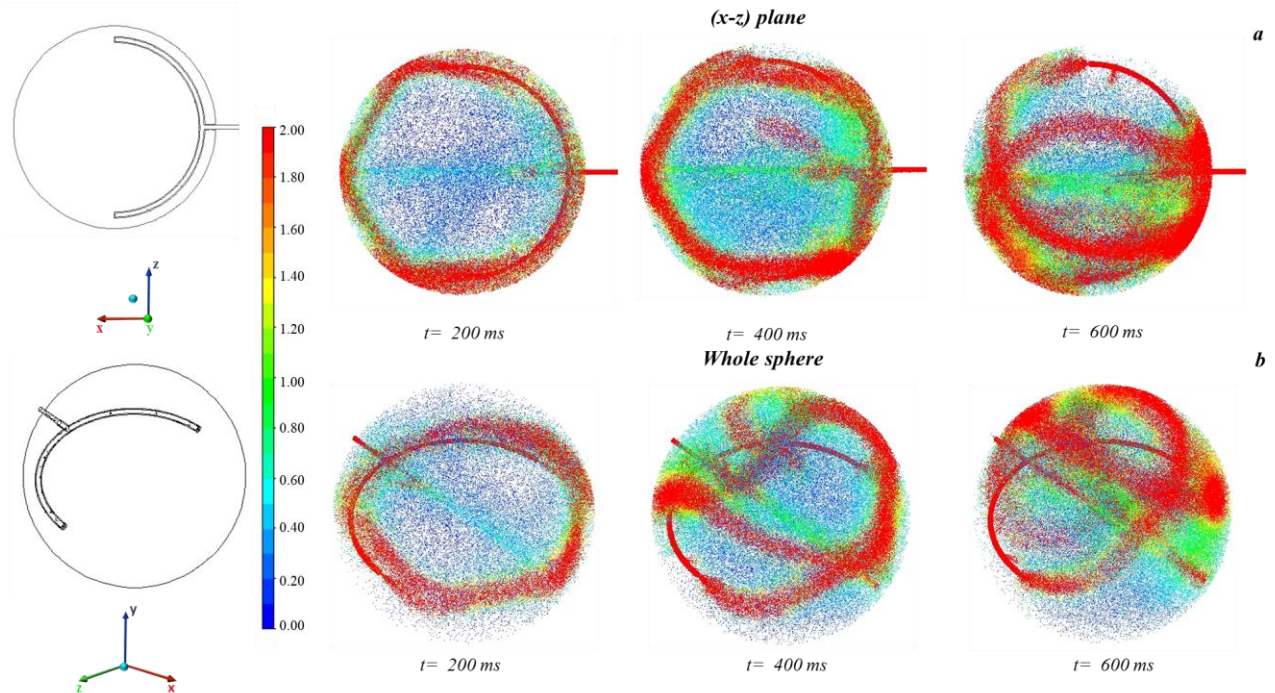 (x-z) plane
a
z
x
y
2.00
1.80
1.60
1.40
1.20
1.00
0.80
0.60
0.40
0.20
0.00
t= 200 ms
t= 400 ms
t= 600 ms
Whole sphere
b
y
z
x
t= 200 ms
t= 400 ms
t= 600 ms